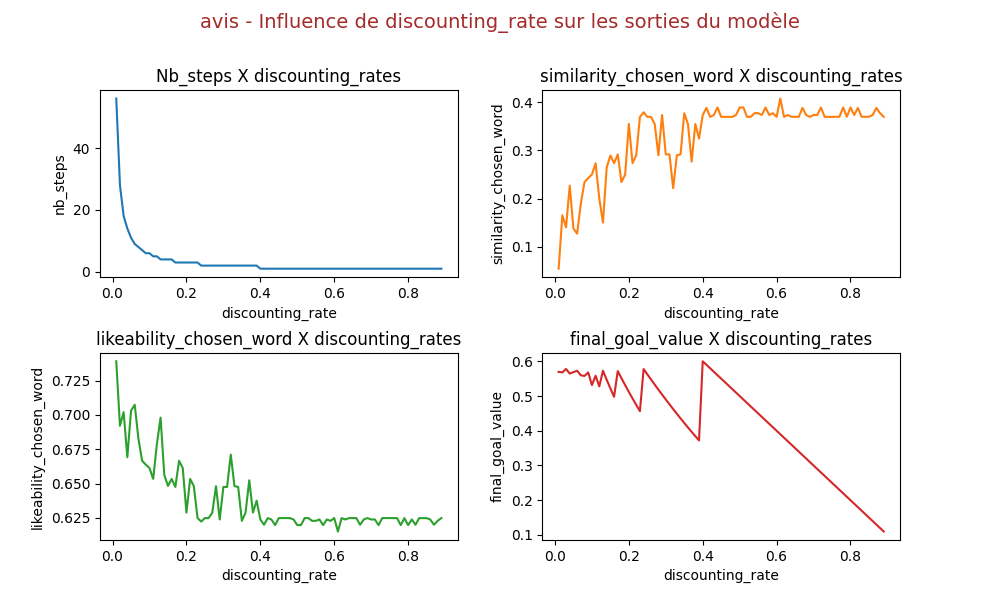 avis - Influence de discounting_rate sur les sorties du modèle
Nb_steps X discounting_rates
nb_steps
40
20
0
0.0 0.2 0.4 0.6 0.8
discounting_rate
similarity_chosen_word X discounting_rates
similarity_chosen_word
0.4
0.3
0.2
0.1
0.0 0.2 0.4 0.6 0.8
discounting_rate
likeability_chosen_word X discounting_rates
likeability_chosen_word
0.725
0.700
0.675
0.650
0.625
0.0 0.2 0.4 0.6 0.8
discounting_rate
final_goal_value X discounting_rates
final_goal_value
0.6
0.5
0.4
0.3
0.2
0.1
0.0 0.2 0.4 0.6 0.8
discounting_rate